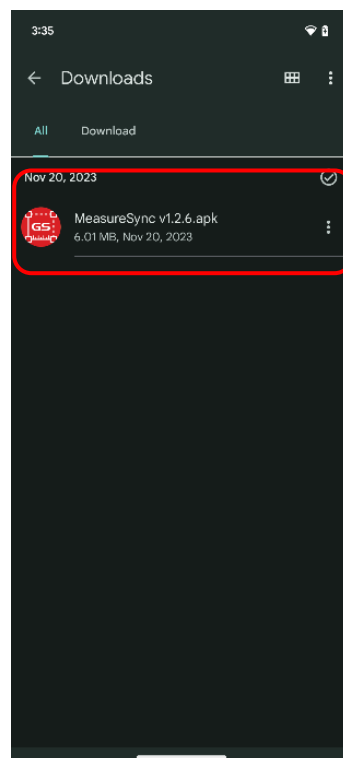 3:35
Downloads
All Download
Nov 20, 2023
GS
MeasureSync v1.2.6.apk
6.01 MB, Nov 20, 2023